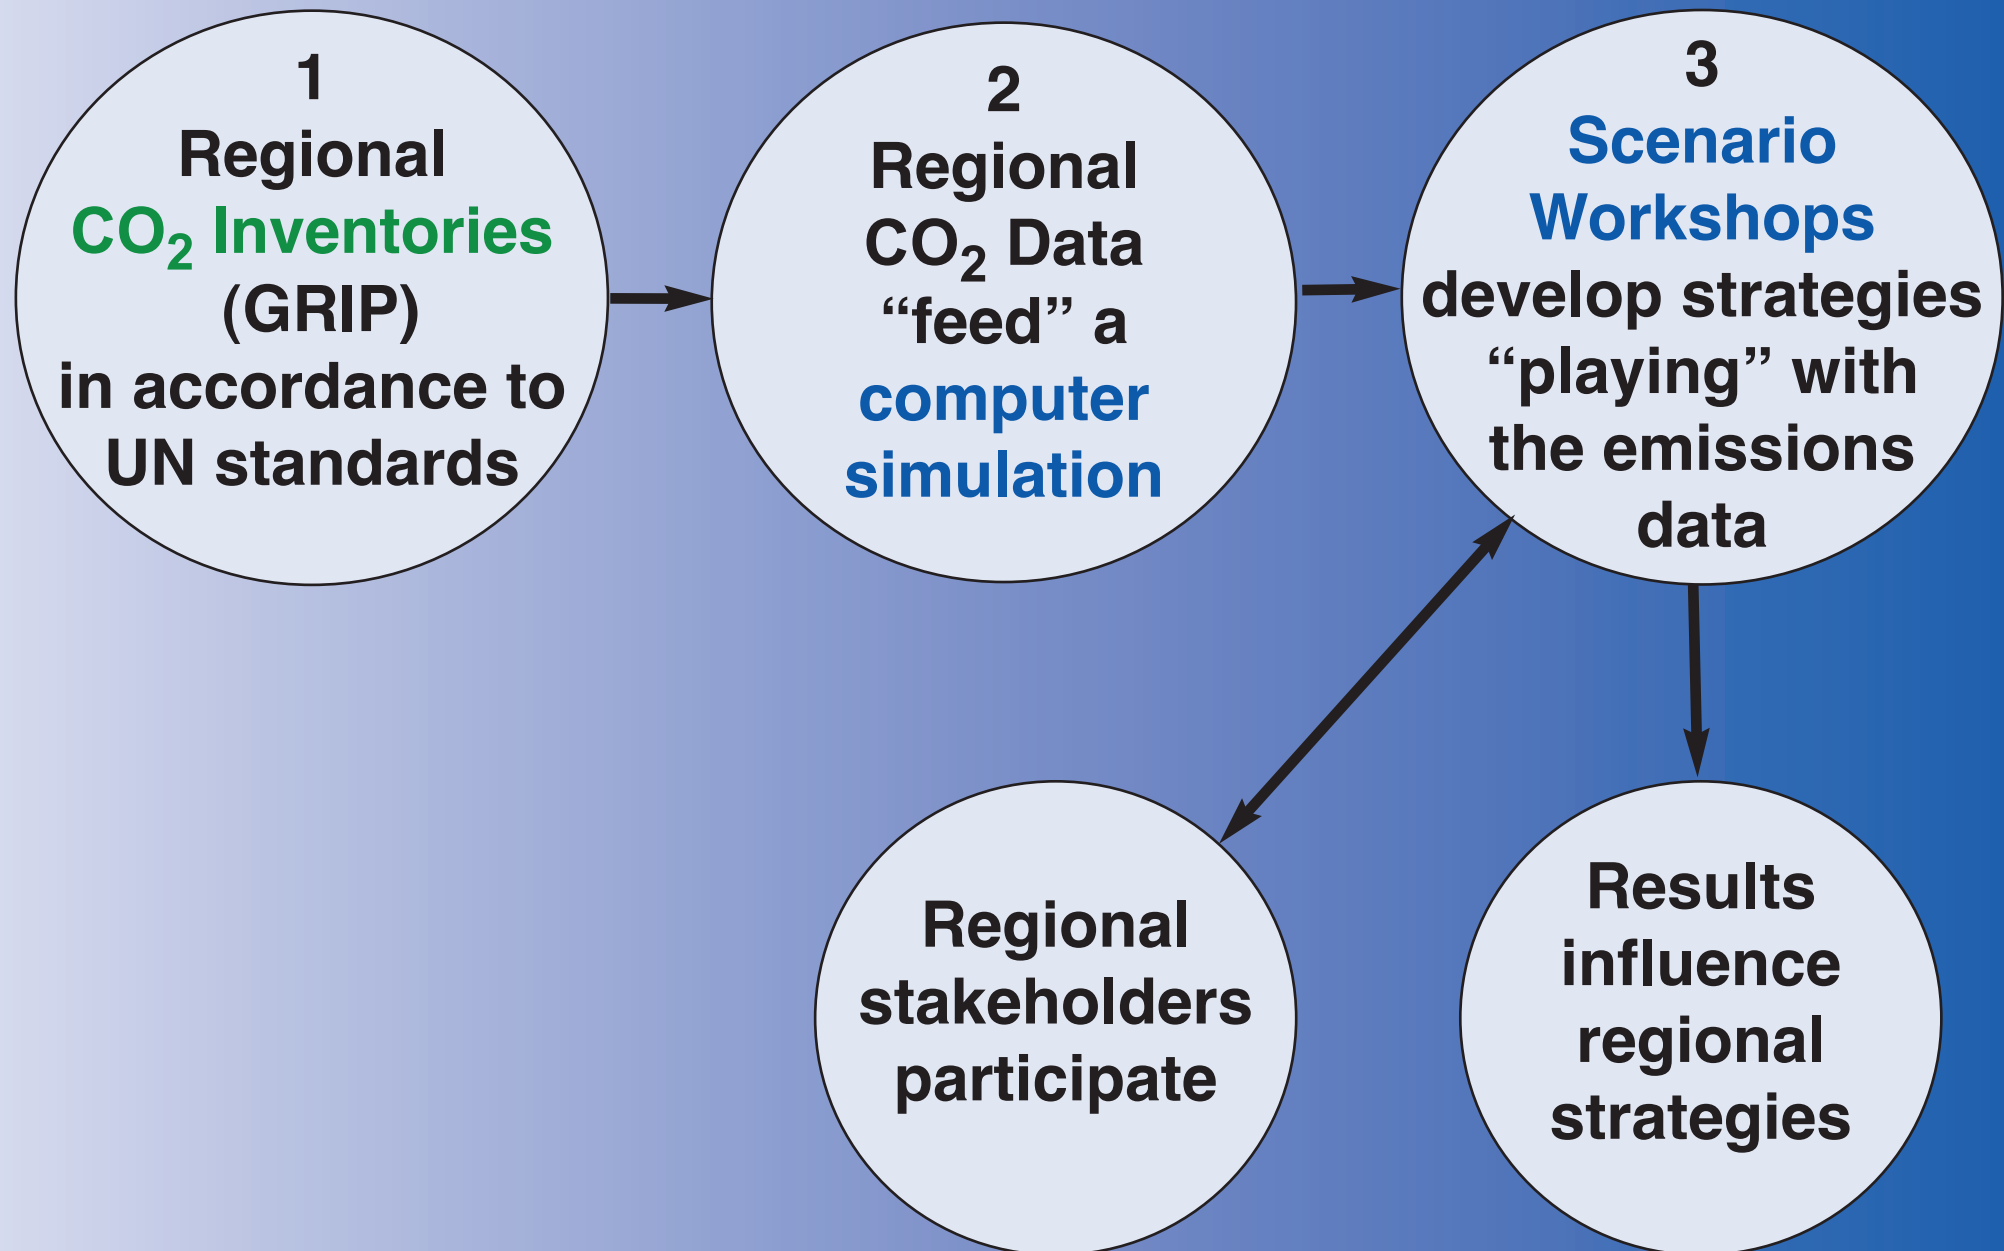 1
Regional
CO₂ Inventories
(GRIP)
in accordance to
UN standards
2
Regional
CO₂ Data
“feed” a
computer
simulation
3
Scenario
Workshops
develop strategies
“playing” with
the emissions
data
Regional
stakeholders
participate
Results
influence
regional
strategies